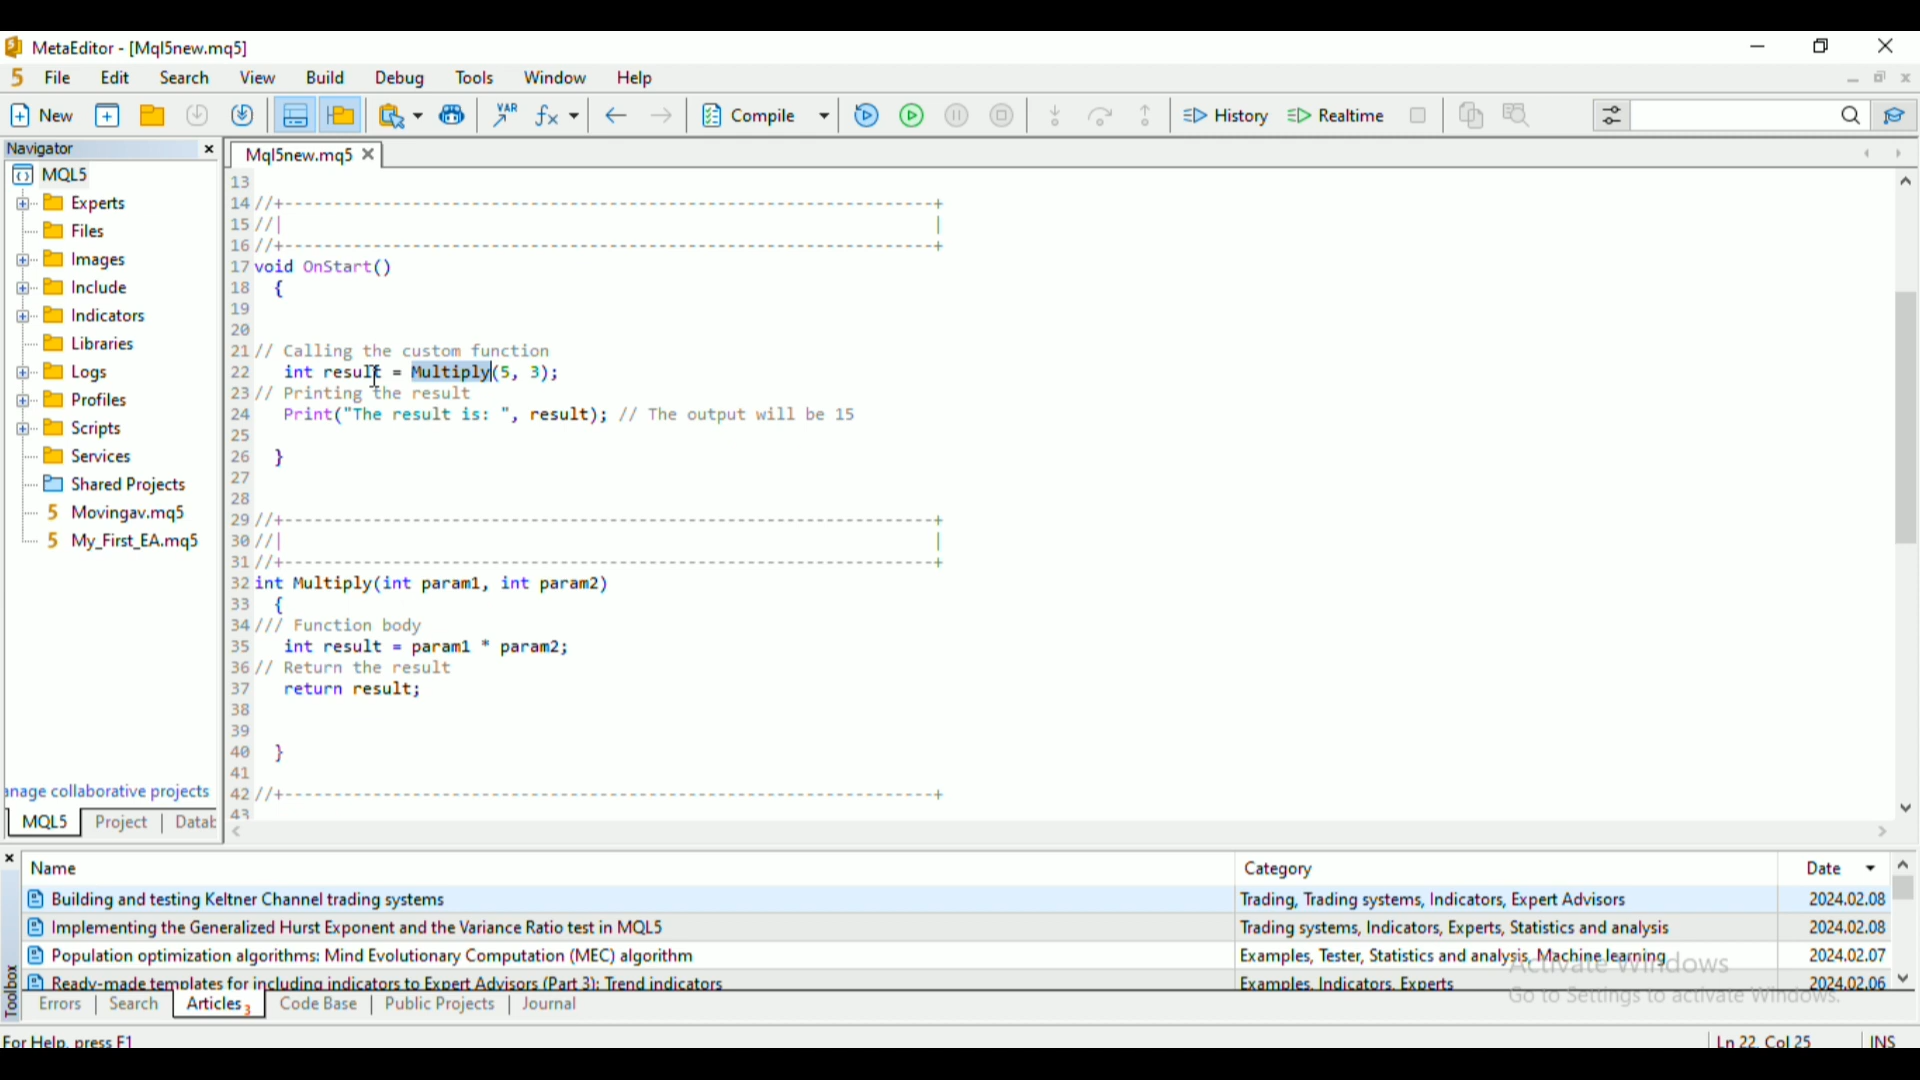 MetaEditor - [Mql5new.mq5]
5 File Edit Search View Build Debug Tools Window Help
New VAR fx Compile History Realtime
Navigator
MQL5
Experts
Files
Images
Include
Indicators
Libraries
Logs
Profiles
Scripts
Services
Shared Projects
5 Movingav.mq5
5 My_First_EA.mq5
anage collaborative projects
MQL5 Project Datab
Mql5new.mq5
13
14 //+------------------------------------------------------------------+
15 //| |
16 //+------------------------------------------------------------------+
17 void OnStart()
18 {
19
20
21 // Calling the custom function
22 int result = Multiply(5, 3);
23 // Printing the result
24 Print("The result is: ", result); // The output will be 15
25
26 }
27
28
29 //+------------------------------------------------------------------+
30 //| |
31 //+------------------------------------------------------------------+
32 int Multiply(int param1, int param2)
33 {
34 /// Function body
35 int result = param1 * param2;
36 // Return the result
37 return result;
38
39
40 }
41
42 //+------------------------------------------------------------------+
43
Toolbox
Name Category Date
Building and testing Keltner Channel trading systems Trading, Trading systems, Indicators, Expert Advisors 2024.02.08
Implementing the Generalized Hurst Exponent and the Variance Ratio test in MQL5 Trading systems, Indicators, Experts, Statistics and analysis 2024.02.08
Population optimization algorithms: Mind Evolutionary Computation (MEC) algorithm Examples, Tester, Statistics and analysis, Machine learning 2024.02.07
Ready-made templates for including indicators to Expert Advisors (Part 3): Trend indicators Examples, Indicators, Experts 2024.02.06
Activate Windows
Go to Settings to activate Windows.
Errors Search Articles 3 Code Base Public Projects Journal
For Help, press F1 Ln 22, Col 25 INS